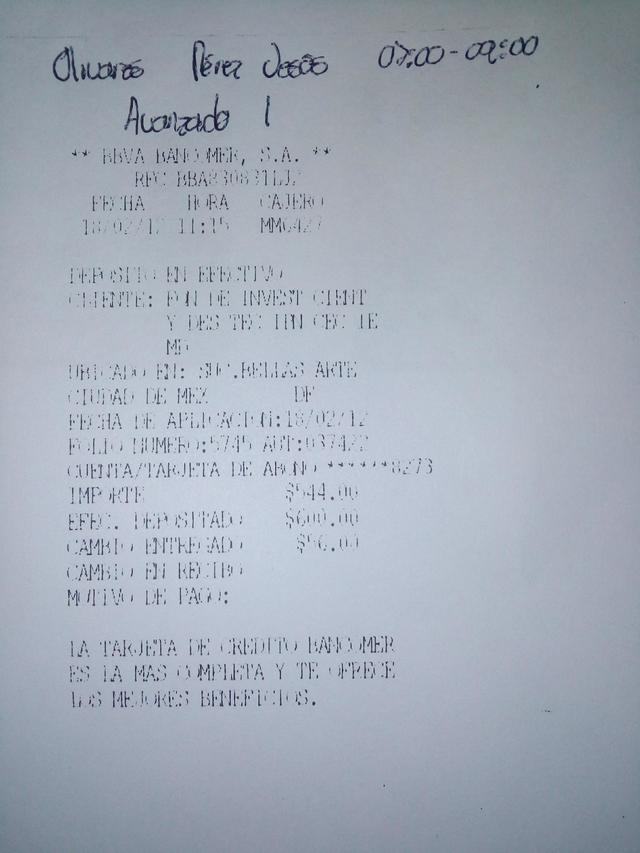 Olivares Pérez Jesús 07:00-09:00
Avanzado 1
** BBVA BANCOMER, S.A. **
RFC BBA830831LJ2
FECHA HORA CAJERO
18/02/12 11:15 MMC427
DEPOSITO EN EFECTIVO
CLIENTE: FON DE INVEST CIENT
Y DES TEC IPN CEC IE
MP
UBICADO EN: SUC.BELLAS ARTE
CIUDAD DE MEX DF
FECHA DE APLICACION:18/02/12
FOLIO NUMERO:5745 AUT:037422
CUENTA/TARJETA DE ABONO ******8273
IMPORTE $544.00
EFEC. DEPOSITADO $600.00
CAMBIO ENTREGADO $56.00
CAMBIO EN RECIBO
MOTIVO DE PAGO:
LA TARJETA DE CREDITO BANCOMER
ES LA MAS COMPLETA Y TE OFRECE
LOS MEJORES BENEFICIOS.